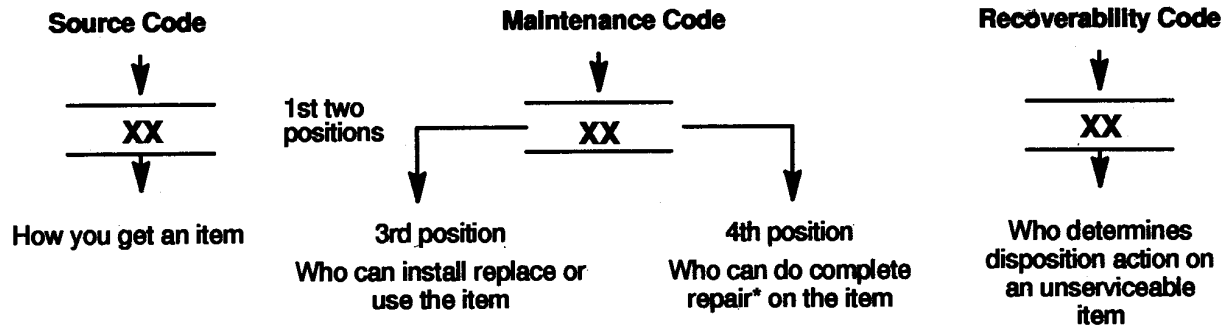 Source Code
XX
How you get an item
1st two
positions
Maintenance Code
XX
3rd position
Who can install replace or
use the item
4th position
Who can do complete
repair* on the item
Recoverability Code
XX
Who determines
disposition action on
an unserviceable
item